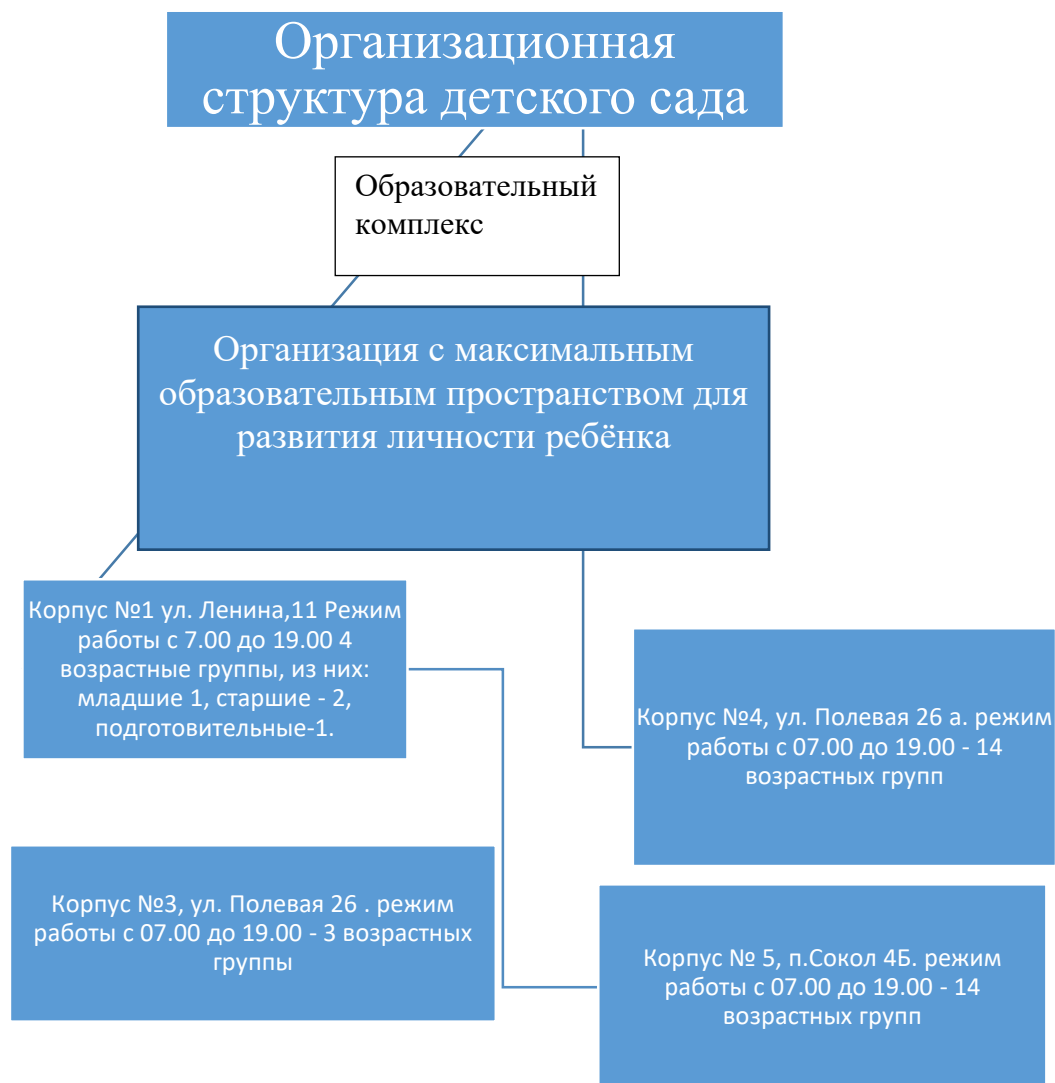 Организационная
структура детского сада
Образовательный
комплекс
Организация с максимальным
образовательным пространством для
развития личности ребёнка
Корпус №1 ул. Ленина,11 Режим
работы с 7.00 до 19.00 4
возрастные группы, из них:
младшие 1, старшие - 2,
подготовительные-1.
Корпус №4, ул. Полевая 26 а. режим
работы с 07.00 до 19.00 - 14
возрастных групп
Корпус №3, ул. Полевая 26 . режим
работы с 07.00 до 19.00 - 3 возрастных
группы
Корпус № 5, п.Сокол 4Б. режим
работы с 07.00 до 19.00 - 14
возрастных групп